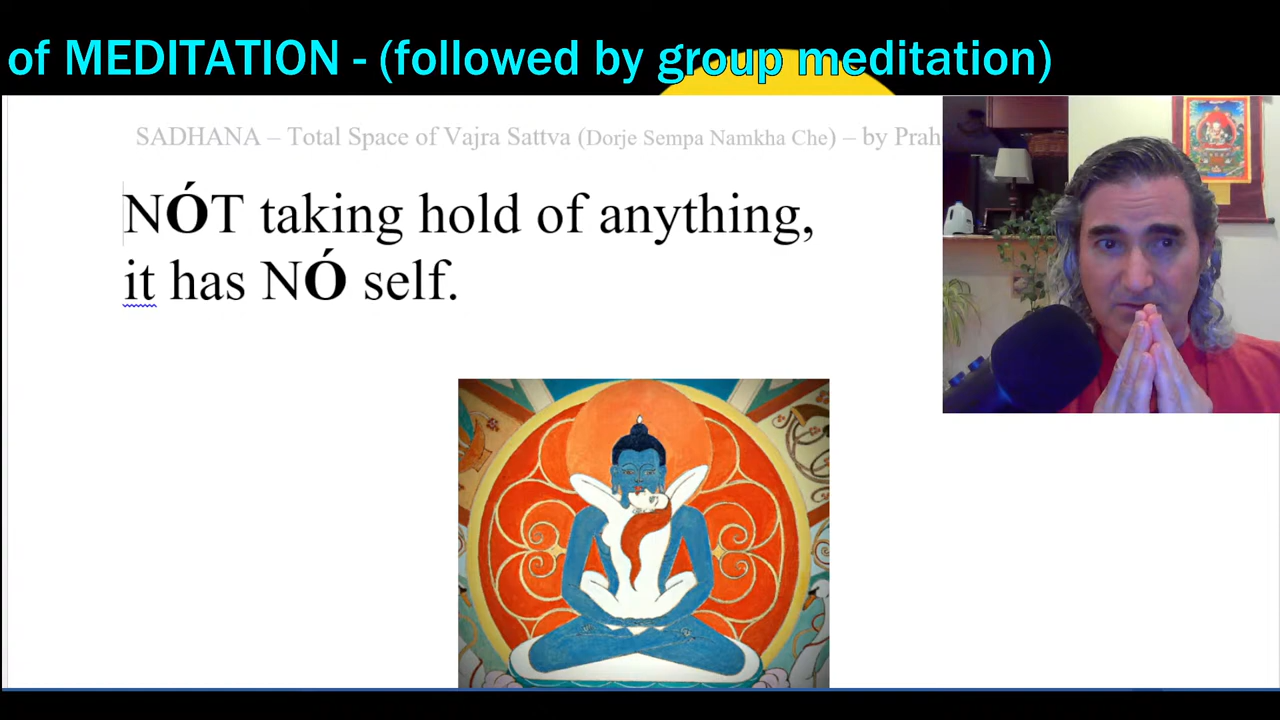 of MEDITATION - (followed by group meditation)
SADHANA – Total Space of Vajra Sattva (Dorje Sempa Namkha Che) – by Prah
NÓT taking hold of anything,
it has NÓ self.